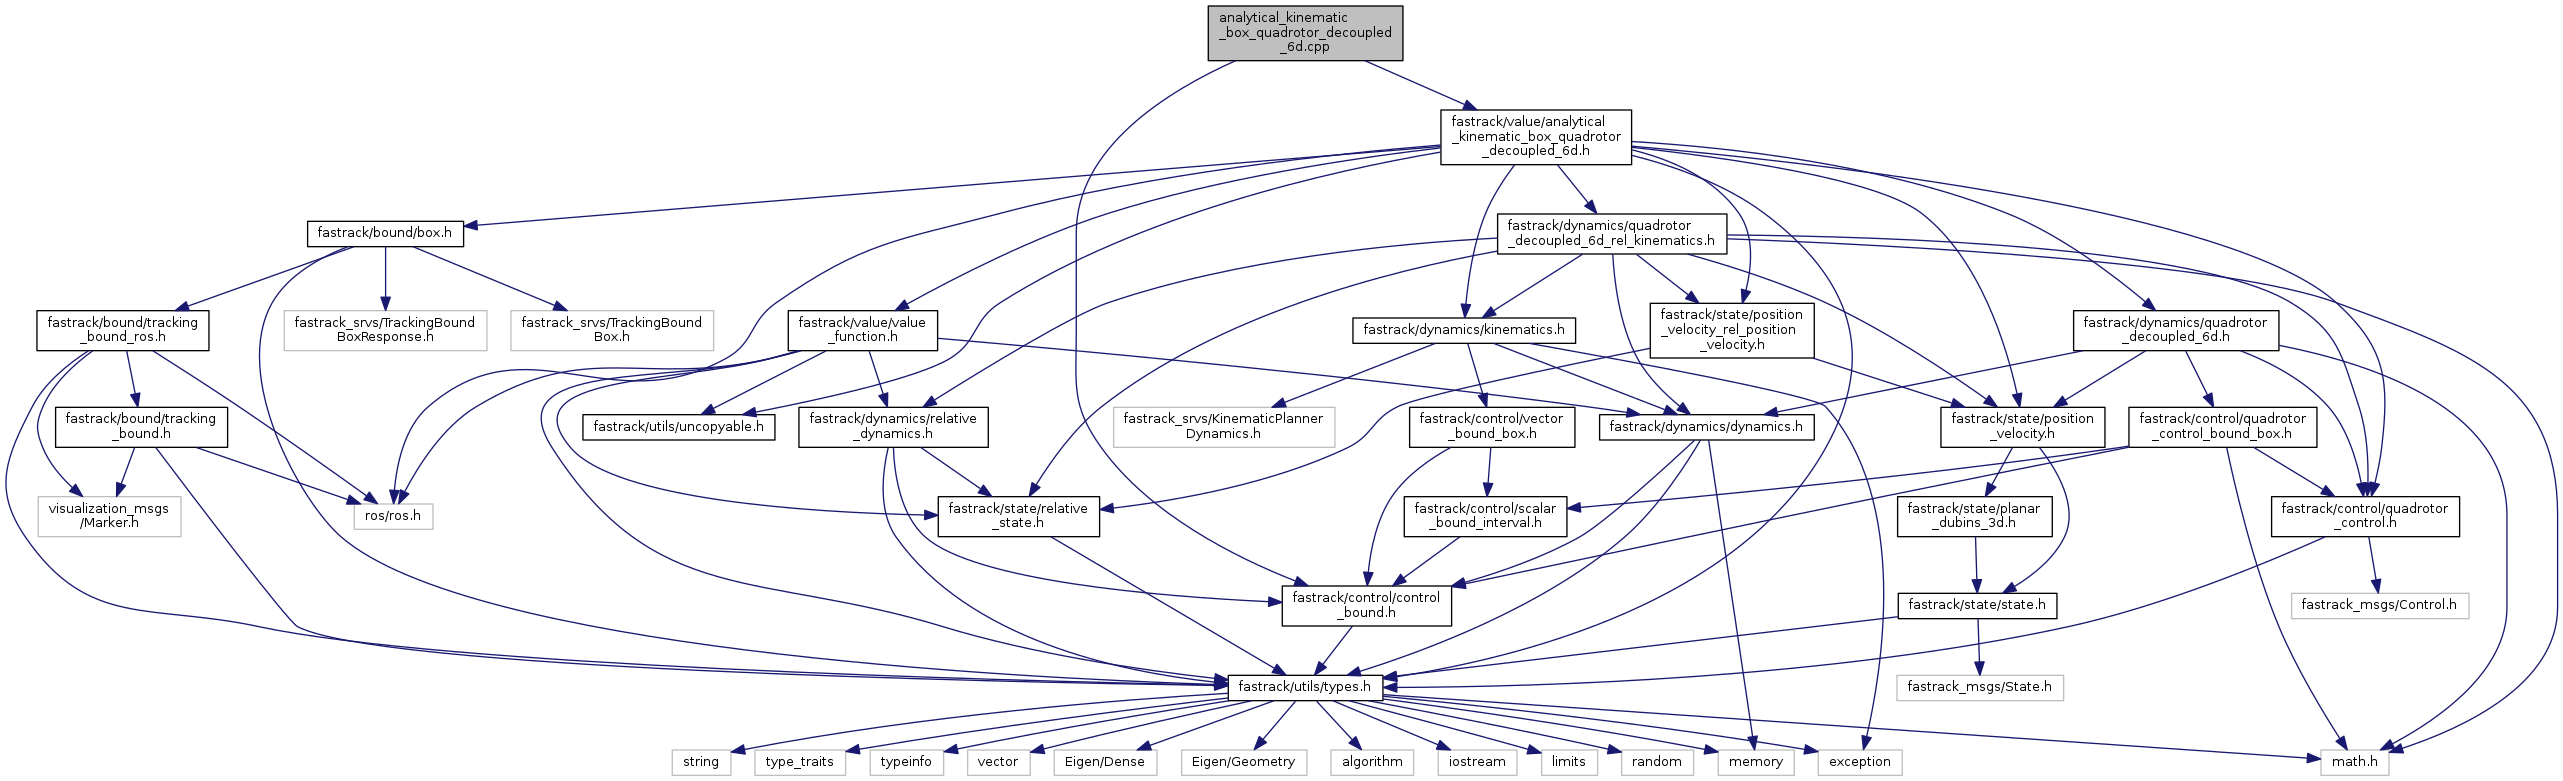 analytical_kinematic
_box_quadrotor_decoupled
_6d.cpp
fastrack/value/analytical
_kinematic_box_quadrotor
_decoupled_6d.h
fastrack/bound/box.h
fastrack/dynamics/quadrotor
_decoupled_6d_rel_kinematics.h
fastrack/bound/tracking
_bound_ros.h
fastrack_srvs/TrackingBound
BoxResponse.h
fastrack_srvs/TrackingBound
Box.h
fastrack/value/value
_function.h
fastrack/dynamics/kinematics.h
fastrack/state/position
_velocity_rel_position
_velocity.h
fastrack/dynamics/quadrotor
_decoupled_6d.h
fastrack/bound/tracking
_bound.h
fastrack/utils/uncopyable.h
fastrack/dynamics/relative
_dynamics.h
fastrack_srvs/KinematicPlanner
Dynamics.h
fastrack/control/vector
_bound_box.h
fastrack/dynamics/dynamics.h
fastrack/state/position
_velocity.h
fastrack/control/quadrotor
_control_bound_box.h
visualization_msgs
/Marker.h
ros/ros.h
fastrack/state/relative
_state.h
fastrack/control/scalar
_bound_interval.h
fastrack/state/planar
_dubins_3d.h
fastrack/control/quadrotor
_control.h
fastrack/control/control
_bound.h
fastrack/state/state.h
fastrack_msgs/Control.h
fastrack/utils/types.h
fastrack_msgs/State.h
string
type_traits
typeinfo
vector
Eigen/Dense
Eigen/Geometry
algorithm
iostream
limits
random
memory
exception
math.h